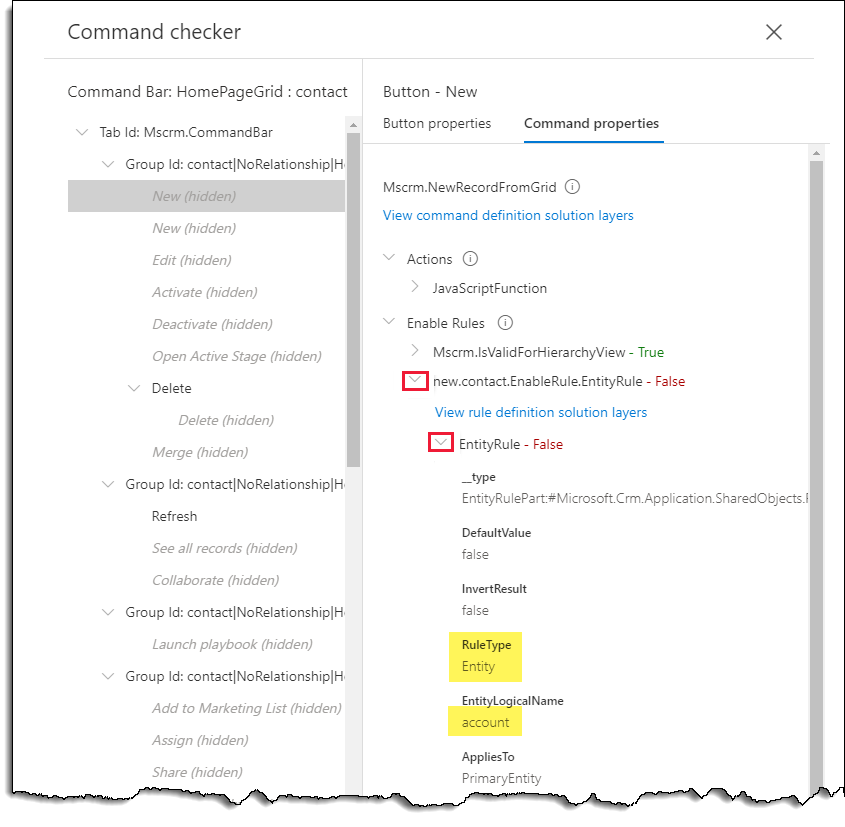 Command checker
Command Bar: HomePageGrid : contact
Tab Id: Mscrm.CommandBar
Group Id: contact|NoRelationship|H
New (hidden)
New (hidden)
Edit (hidden)
Activate (hidden)
Deactivate (hidden)
Open Active Stage (hidden)
Delete
Delete (hidden)
Merge (hidden)
Group Id: contact|NoRelationship|H
Refresh
See all records (hidden)
Collaborate (hidden)
Group Id: contact|NoRelationship|H
Launch playbook (hidden)
Group Id: contact|NoRelationship|H
Add to Marketing List (hidden)
Assign (hidden)
Share (hidden)
Button - New
Button properties
Command properties
Mscrm.NewRecordFromGrid
View command definition solution layers
Actions
JavaScriptFunction
Enable Rules
Mscrm.IsValidForHierarchyView - True
new.contact.EnableRule.EntityRule - False
View rule definition solution layers
EntityRule - False
__type
EntityRulePart:#Microsoft.Crm.Application.SharedObjects.
DefaultValue
false
InvertResult
false
RuleType
Entity
EntityLogicalName
account
AppliesTo
PrimaryEntity